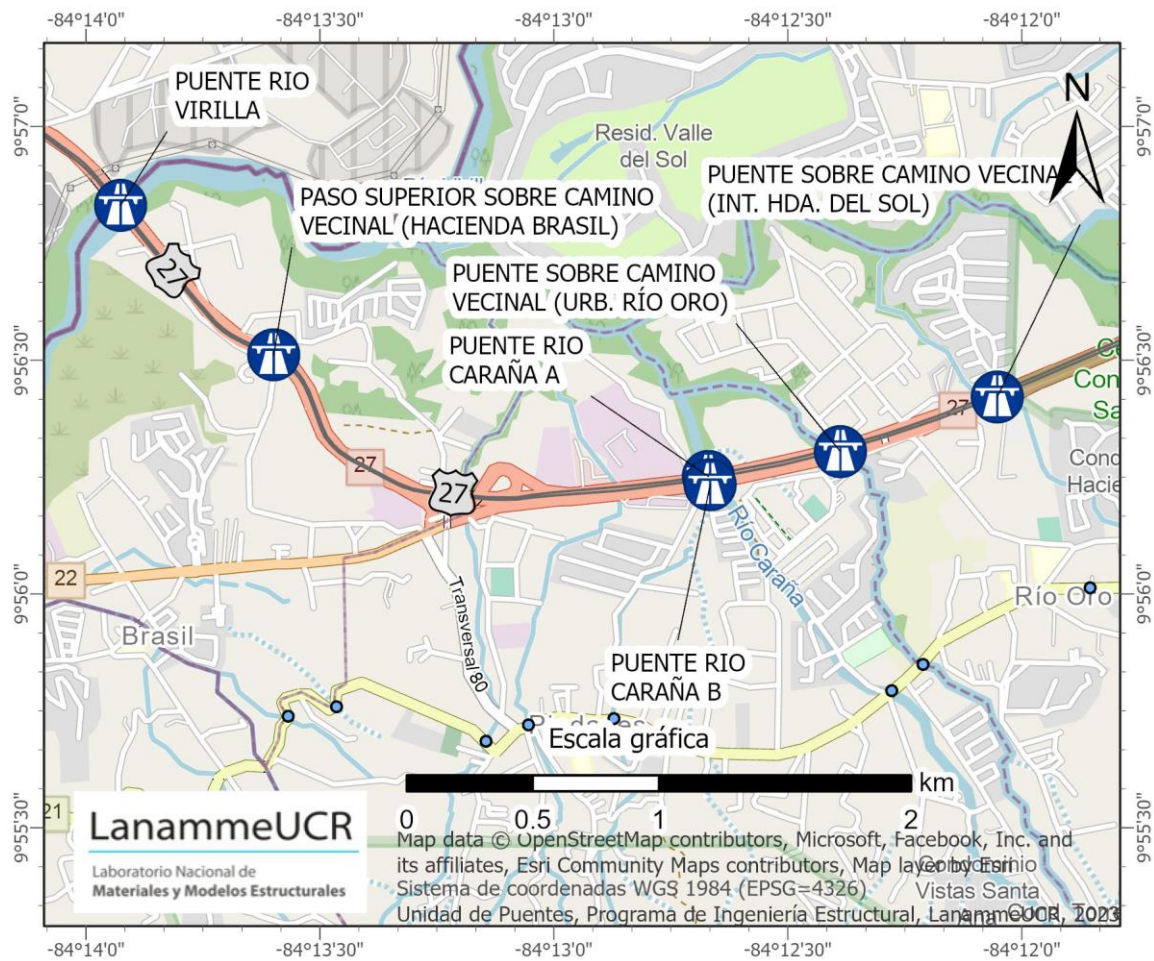 -84°14'0"
-84°13'30"
-84°13'0"
-84°12'30"
-84°12'0"
9°57'0"
9°57'0"
PUENTE RIO
VIRILLA
Resid. Valle
del Sol
N
PASO SUPERIOR SOBRE CAMINO
VECINAL (HACIENDA BRASIL)
PUENTE SOBRE CAMINO
(INT. HDA. DEL SOL)
27
PUENTE SOBRE CAMINO
VECINAL (URB. RÍO ORO)
PUENTE RIO
CARAÑA A
9°56'30"
9°56'30"
27
27
27
Río Caraña
22
9°56'0"
9°56'0"
Transversal 80
Río Oro
Brasil
PUENTE RIO
CARAÑA B
Escala gráfica
km
0
0.5
1
2
21
9°55'30"
9°55'30"
LanammeUCR
Laboratorio Nacional de
Materiales y Modelos Estructurales
Map data © OpenStreetMap contributors, Microsoft, Facebook, Inc. and
its affiliates, Esri Community Maps contributors, Map layer by Esri
Sistema de coordenadas WGS 1984 (EPSG=4326)
Vistas Santa
Unidad de Puentes, Programa de Ingeniería Estructural, LanammeUCR, 2023
-84°14'0"
-84°13'30"
-84°13'0"
-84°12'30"
-84°12'0"